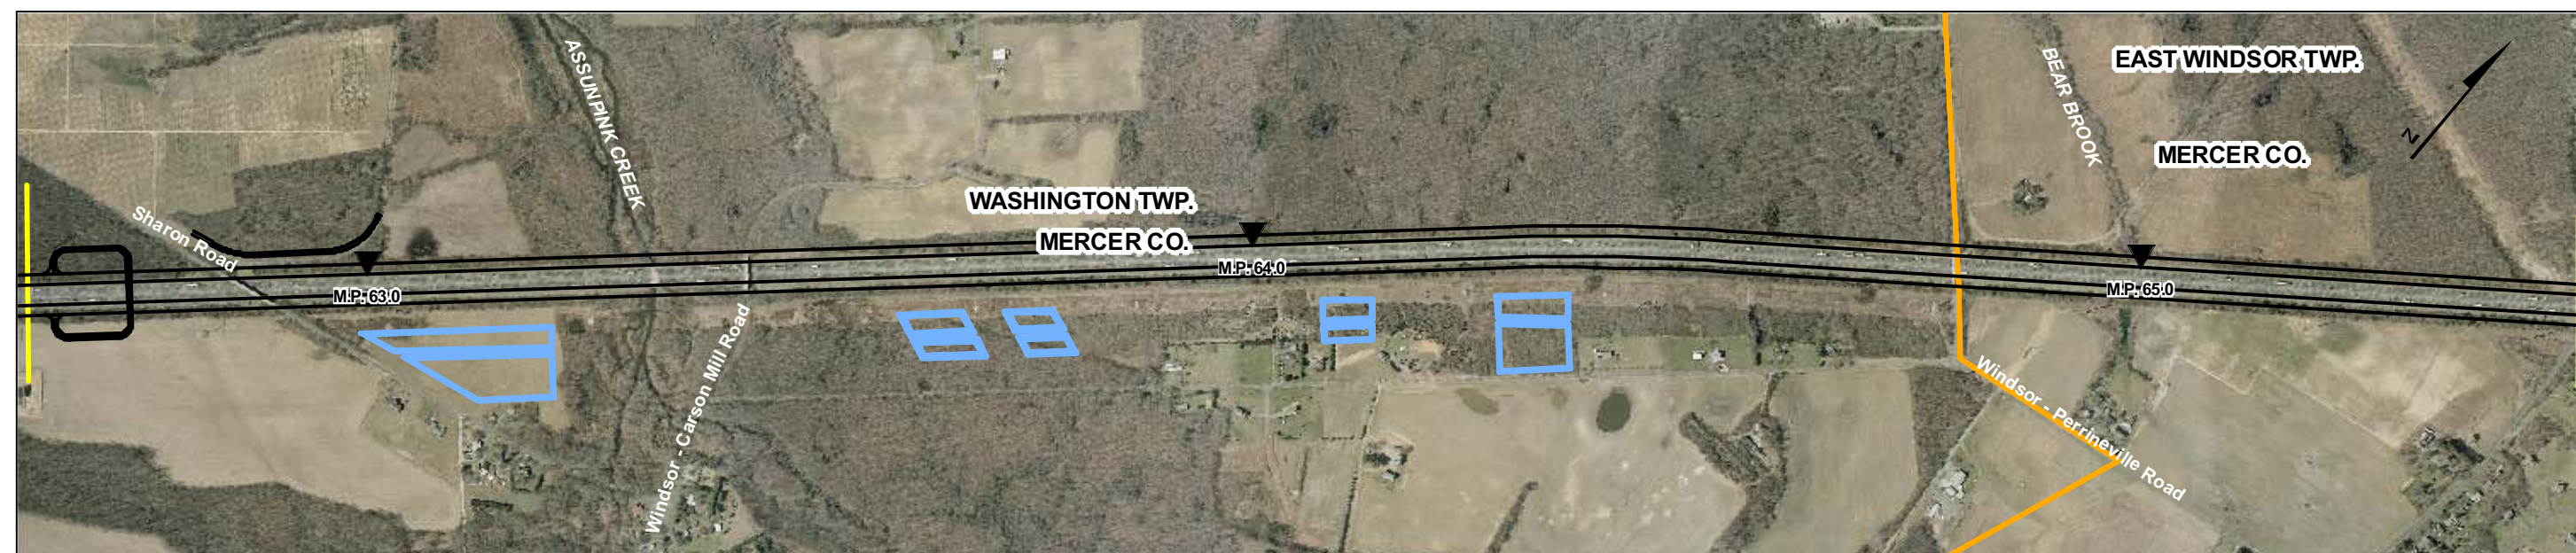 ASSUNPINK CREEK
BEAR BROOK
EAST WINDSOR TWP.
N
MERCER CO.
Sharon Road
WASHINGTON TWP.
MERCER CO.
M.P. 63.0
M.P. 64.0
M.P. 65.0
Windsor - Carson Mill Road
Windsor - Perrineville Road